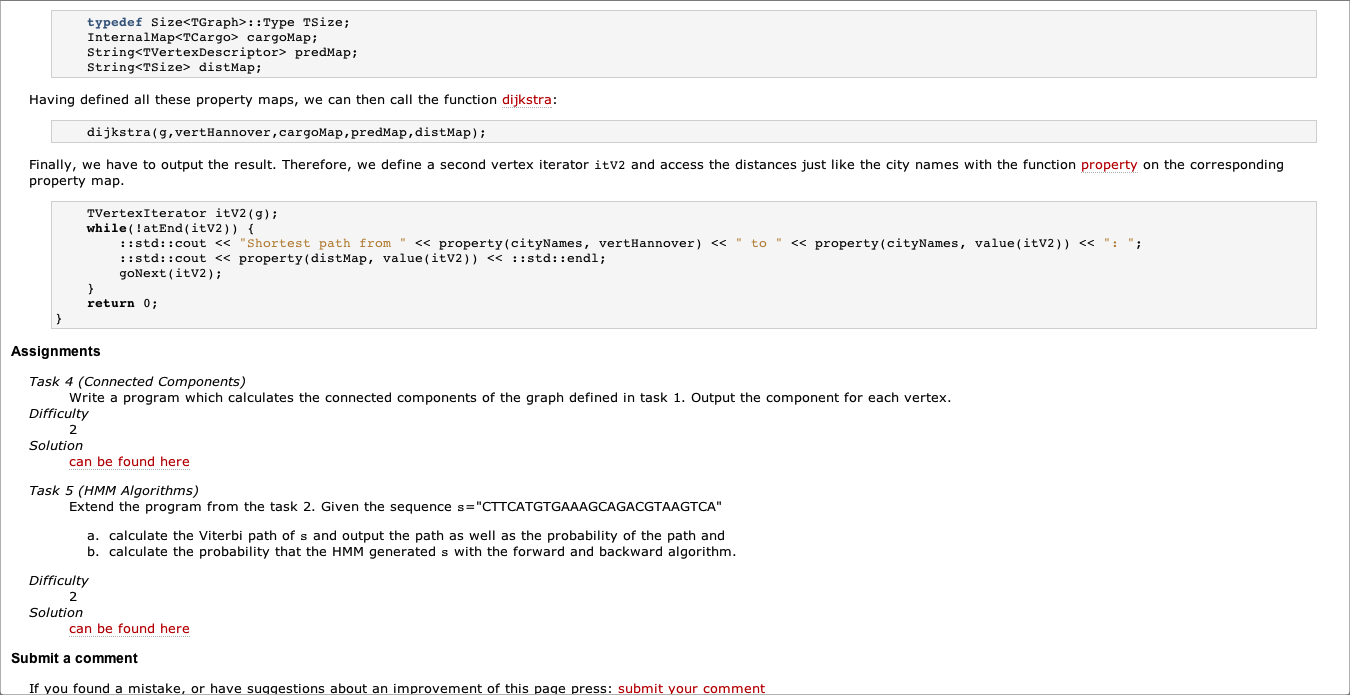 typedef Size<TGraph>::Type TSize;
InternalMap<TCargo> cargoMap;
String<TVertexDescriptor> predMap;
String<TSize> distMap;
Having defined all these property maps, we can then call the function dijkstra:
dijkstra(g,vertHannover,cargoMap,predMap,distMap);
Finally, we have to output the result. Therefore, we define a second vertex iterator itV2 and access the distances just like the city names with the function property on the corresponding
property map.
TVertexIterator itV2(g);
while(!atEnd(itV2)) {
::std::cout << "Shortest path from " << property(cityNames, vertHannover) << " to " << property(cityNames, value(itV2)) << ": ";
::std::cout << property(distMap, value(itV2)) << ::std::endl;
goNext(itV2);
}
return 0;
}
Assignments
Task 4 (Connected Components)
Write a program which calculates the connected components of the graph defined in task 1. Output the component for each vertex.
Difficulty
2
Solution
can be found here
Task 5 (HMM Algorithms)
Extend the program from the task 2. Given the sequence s="CTTCATGTGAAAGCAGACGTAAGTCA"
a. calculate the Viterbi path of s and output the path as well as the probability of the path and
b. calculate the probability that the HMM generated s with the forward and backward algorithm.
Difficulty
2
Solution
can be found here
Submit a comment
If you found a mistake, or have suggestions about an improvement of this page press: submit your comment